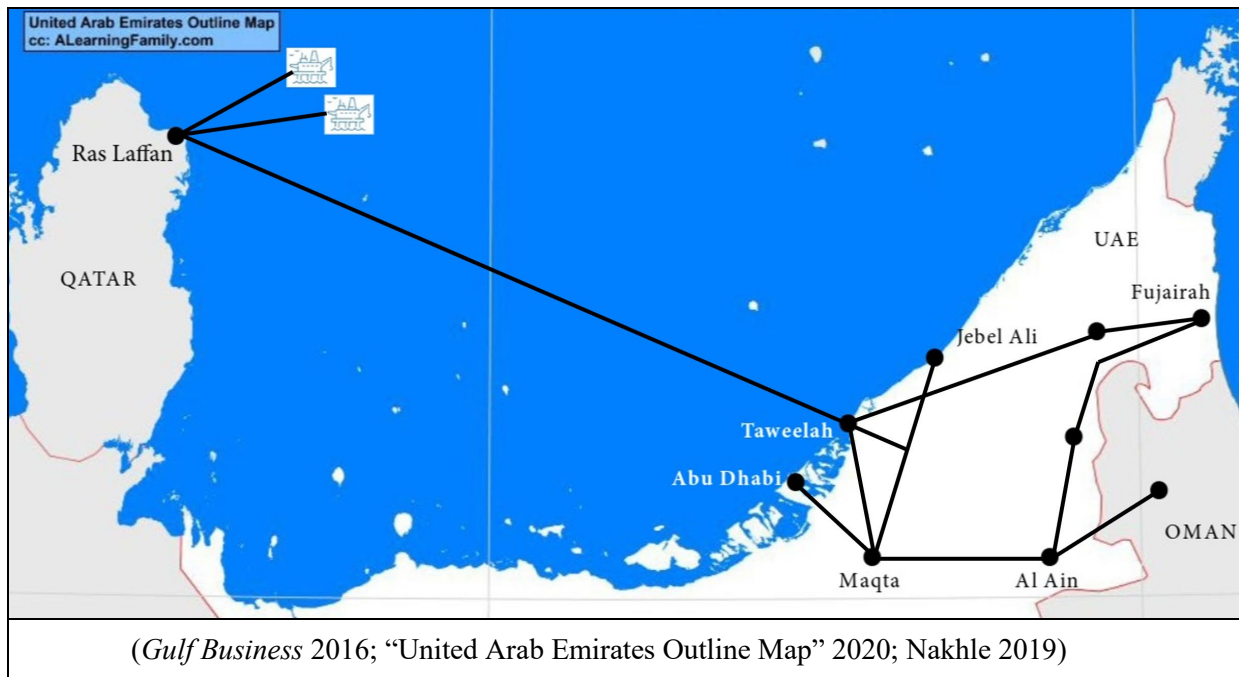 United Arab Emirates Outline Map
cc: ALearningFamily.com
Ras Laffan
QATAR
UAE
Fujairah
Jebel Ali
Taweelah
Abu Dhabi
OMAN
Maqta
Al Ain
(Gulf Business 2016; “United Arab Emirates Outline Map” 2020; Nakhle 2019)